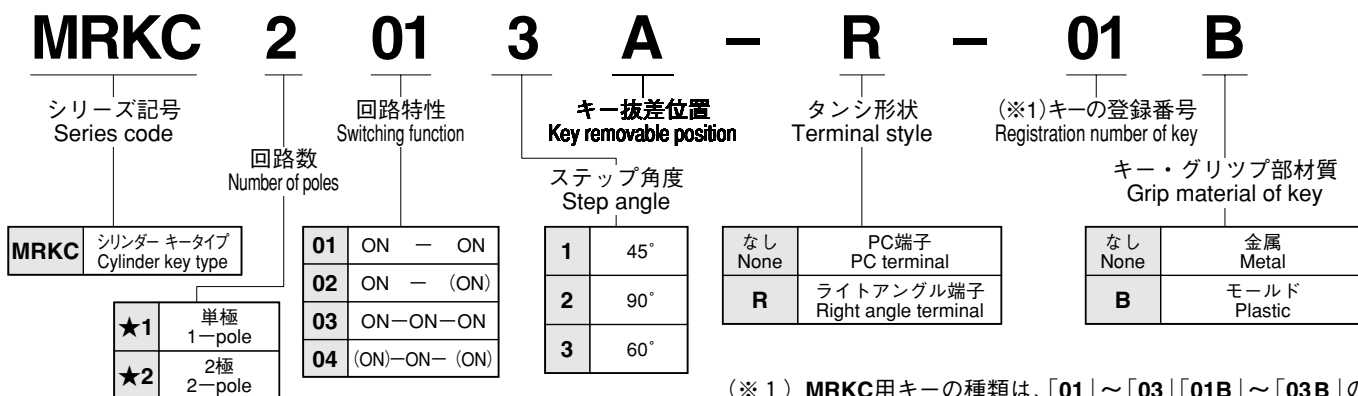 MRKC 2 01 3 A – R – 01 B
シリーズ記号
Series code
回路数
Number of poles
回路特性
Switching function
キー抜差位置
Key removable position
ステップ角度
Step angle
タンシ形状
Terminal style
(※1)キーの登録番号
Registration number of key
キー・グリツプ部材質
Grip material of key
MRKC シリンダー キータイプ
Cylinder key type
★1 単極
1−pole
★2 2極
2−pole
01 ON − ON
02 ON − (ON)
03 ON−ON−ON
04 (ON)−ON− (ON)
1 45°
2 90°
3 60°
なし PC端子
None PC terminal
R ライトアングル端子
Right angle terminal
なし 金属
None Metal
B モールド
Plastic
(※1) MRKC用キーの種類は、「01」〜「03」「01B」〜「03B」の